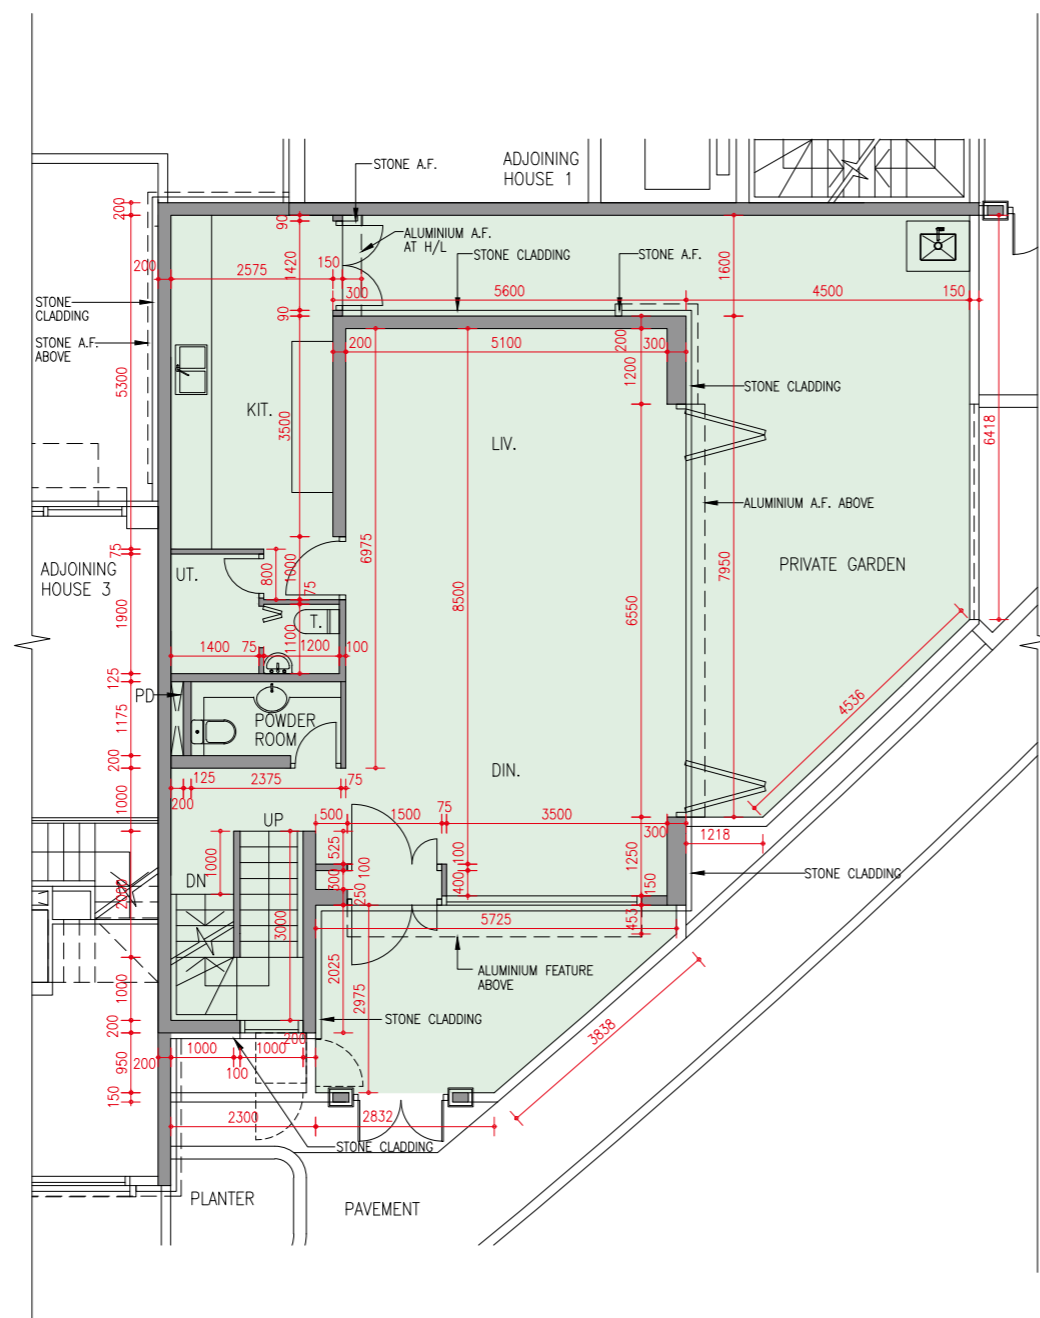 STONE A.F.
ADJOINING
HOUSE 1
200
90
ALUMINIUM A.F.
AT H/L
STONE CLADDING
STONE A.F.
1420
1600
200
2575
150
300
5600
4500
150
STONE
CLADDING
90
200
5100
200
300
STONE A.F.
ABOVE
5300
1200
STONE CLADDING
KIT.
3500
LIV.
6418
ALUMINIUM A.F. ABOVE
75
ADJOINING
HOUSE 3
UT.
800
1000
75
6975
8500
6550
7950
PRIVATE GARDEN
1900
T.
1100
1400
75
1200
100
125
PD
1175
POWDER
ROOM
4536
200
125
2375
75
200
DIN.
1000
UP
500
1500
75
3500
300
1218
525
100
100
1250
1000
DN
300
400
150
STONE CLADDING
2000
250
453
3000
5725
2025
ALUMINIUM FEATURE
ABOVE
1000
2975
STONE CLADDING
200
3838
950
200
1000
1000
200
100
150
2300
2832
STONE CLADDING
PLANTER
PAVEMENT